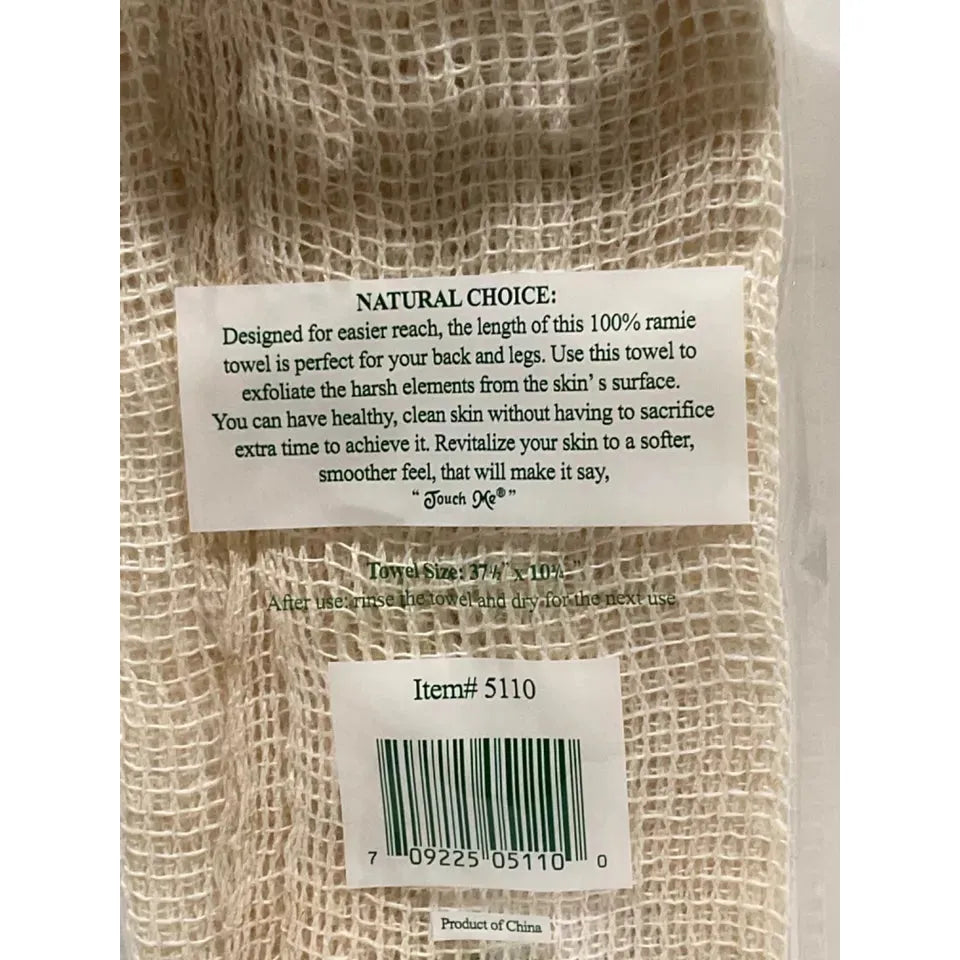 NATURAL CHOICE:
Designed for easier reach, the length of this 100% ramie
towel is perfect for your back and legs. Use this towel to
exfoliate the harsh elements from the skin's surface.
You can have healthy, clean skin without having to sacrifice
extra time to achieve it. Revitalize your skin to a softer,
smoother feel, that will make it say,
“ Touch Me® ”
Towel Size: 37½" x
After use: rinse the towel and dry for the next use
Item# 5110
7 09225 05110 0
Product of China